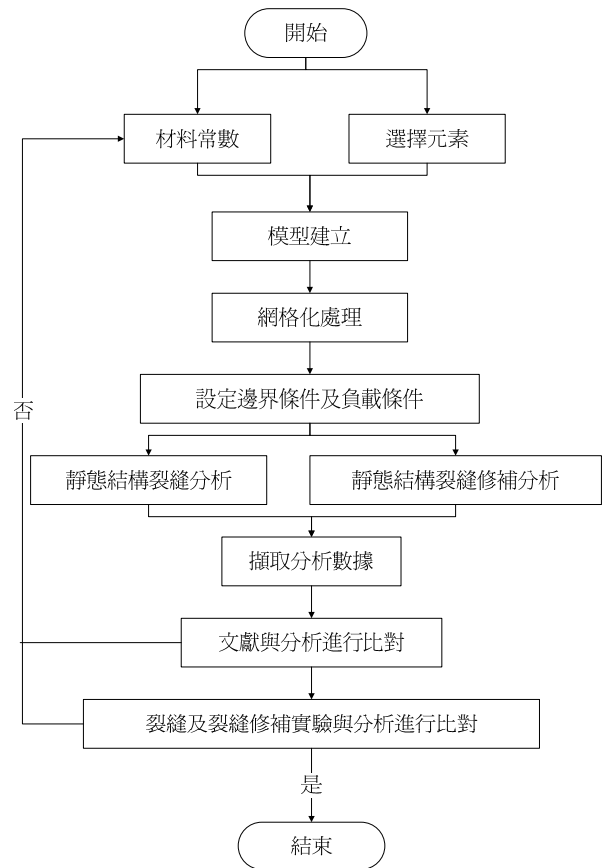 開始
材料常數
選擇元素
模型建立
網格化處理
設定邊界條件及負載條件
否
靜態結構裂縫分析
靜態結構裂縫修補分析
擷取分析數據
文獻與分析進行比對
裂縫及裂縫修補實驗與分析進行比對
是
結束